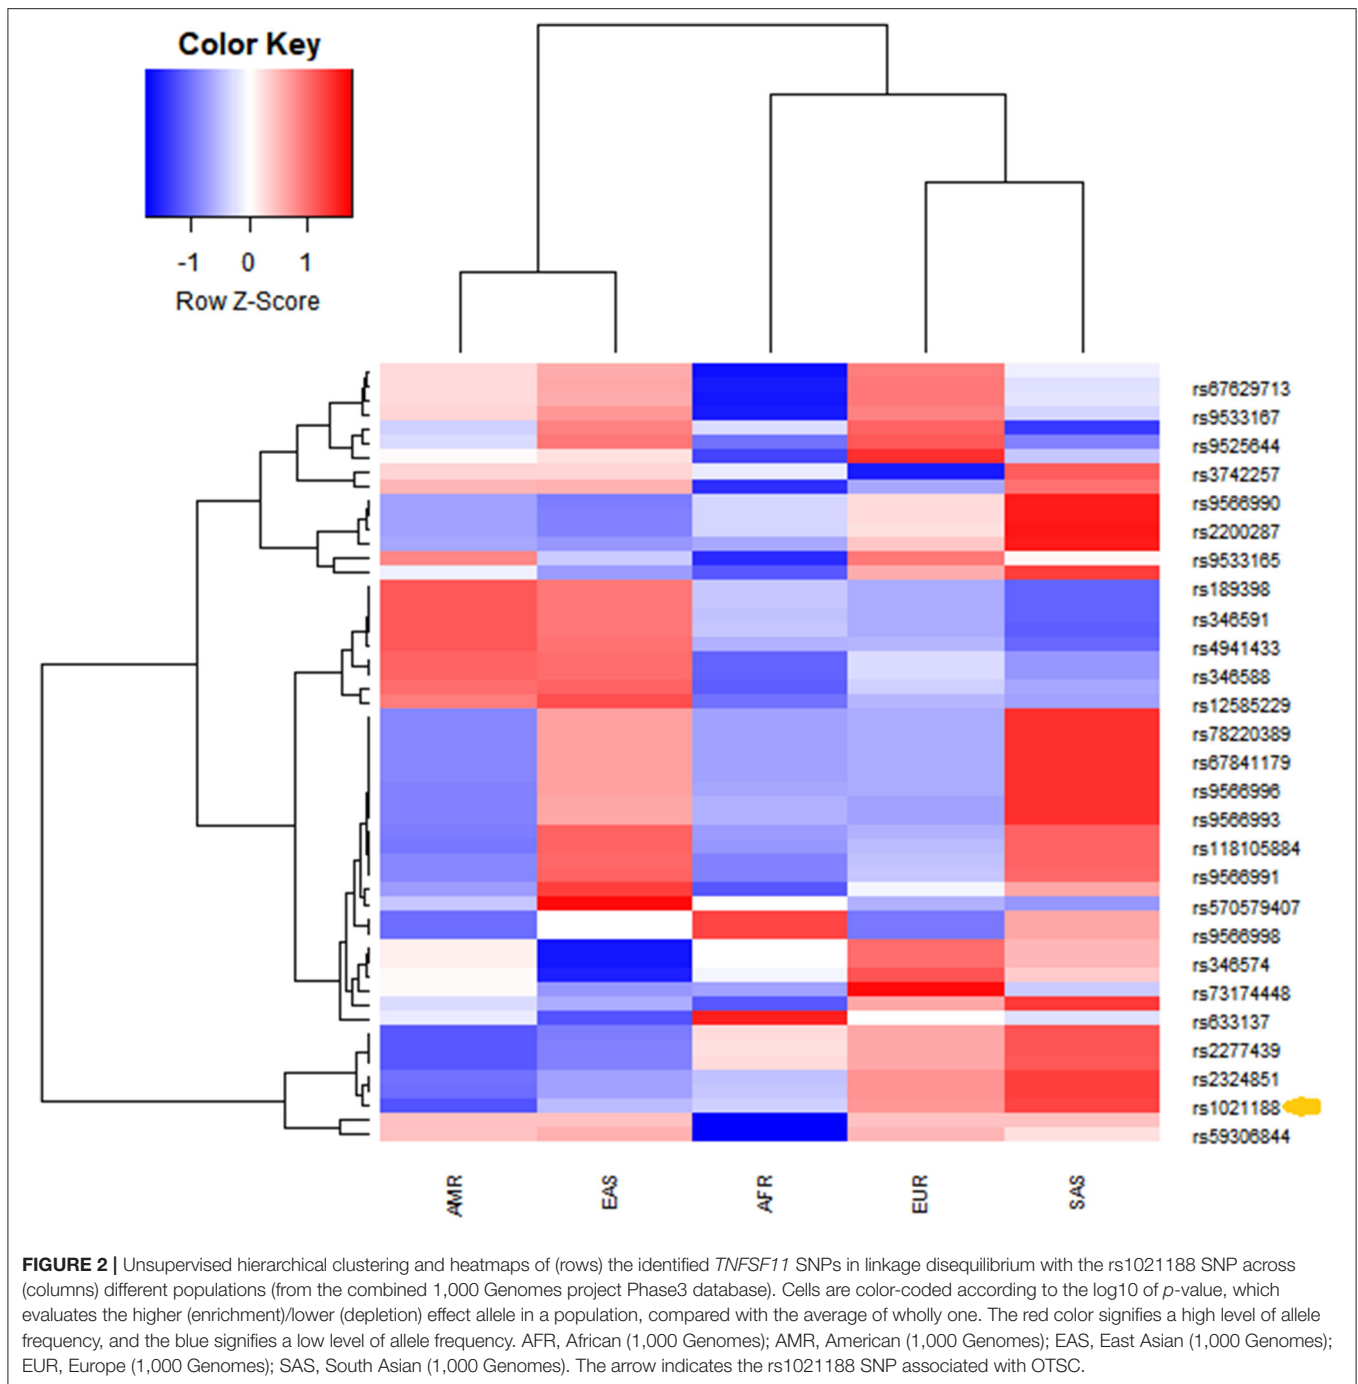 Color Key
-1 0 1
Row Z-Score
rs67629713
rs9533167
rs9525644
rs3742257
rs9566990
rs2200287
rs9533165
rs189398
rs346591
rs4941433
rs346588
rs12585229
rs78220389
rs67841179
rs9566996
rs9566993
rs118105884
rs9566991
rs570579407
rs9566998
rs346574
rs73174448
rs633137
rs2277439
rs2324851
rs1021188
rs59306844
AMR EAS AFR EUR SAS
FIGURE 2 | Unsupervised hierarchical clustering and heatmaps of (rows) the identified TNFSF11 SNPs in linkage disequilibrium with the rs1021188 SNP across
(columns) different populations (from the combined 1,000 Genomes project Phase3 database). Cells are color-coded according to the log10 of p-value, which
evaluates the higher (enrichment)/lower (depletion) effect allele in a population, compared with the average of wholly one. The red color signifies a high level of allele
frequency, and the blue signifies a low level of allele frequency. AFR, African (1,000 Genomes); AMR, American (1,000 Genomes); EAS, East Asian (1,000 Genomes);
EUR, Europe (1,000 Genomes); SAS, South Asian (1,000 Genomes). The arrow indicates the rs1021188 SNP associated with OTSC.